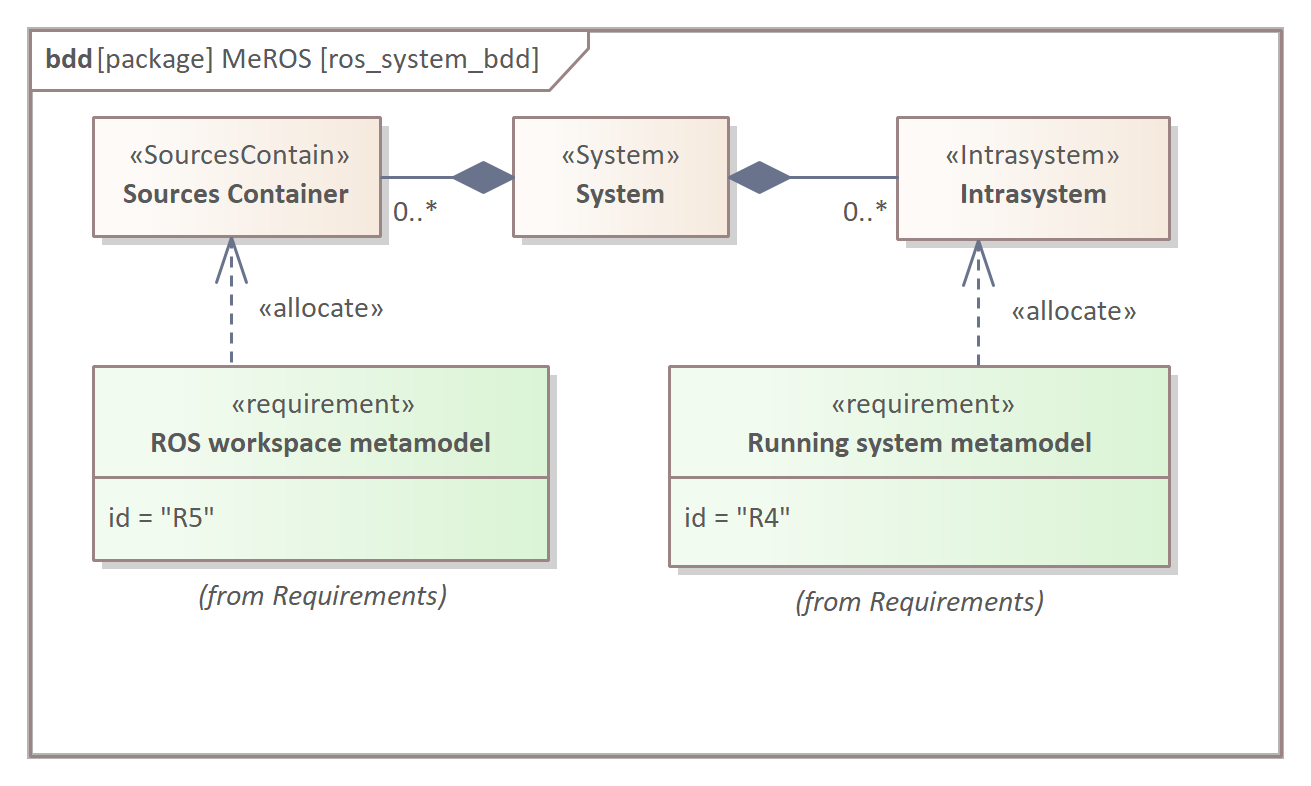 bdd [package] MeROS [ros_system_bdd]
«SourcesContain»
Sources Container
«System»
System
«Intrasystem»
Intrasystem
0..*
0..*
«allocate»
«allocate»
«requirement»
ROS workspace metamodel
id = "R5"
(from Requirements)
«requirement»
Running system metamodel
id = "R4"
(from Requirements)